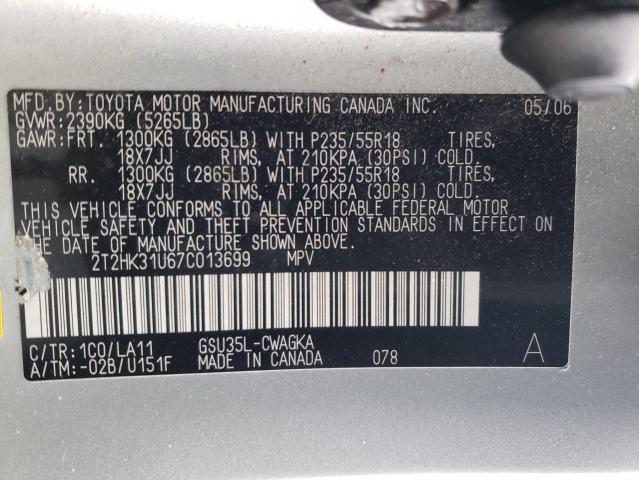 MFD.BY: TOYOTA MOTOR MANUFACTURING CANADA INC. 05/06
GVWR: 2390KG (5265LB)
GAWR: FRT. 1300KG (2865LB) WITH P235/55R18 TIRES,
18X7JJ RIMS, AT 210KPA (30PSI) COLD.
RR. 1300KG (2865LB) WITH P235/55R18 TIRES,
18X7JJ RIMS, AT 210KPA (30PSI) COLD.
THIS VEHICLE CONFORMS TO ALL APPLICABLE FEDERAL MOTOR
VEHICLE SAFETY AND THEFT PREVENTION STANDARDS IN EFFECT ON
THE DATE OF MANUFACTURE SHOWN ABOVE.
2T2HK31U67C013699 MPV
C/TR: 1C0/LA11 GSU35L-CWAGKA
A/TM: -02B/U151F MADE IN CANADA 078 A